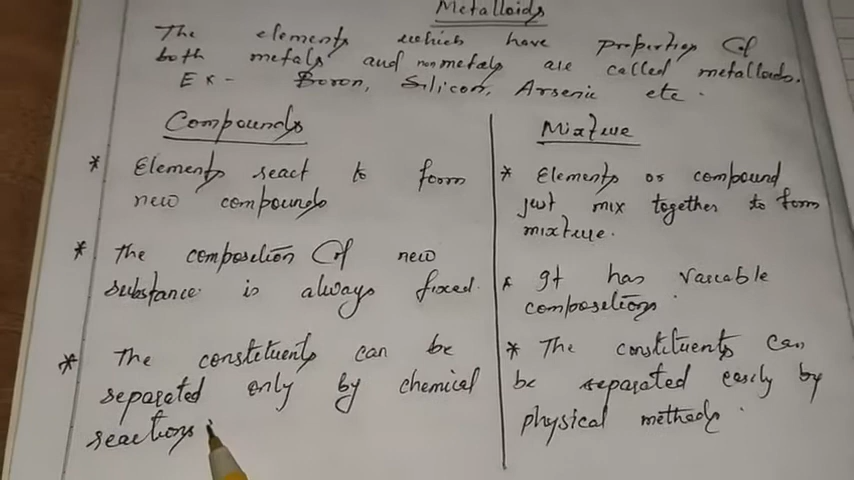 Metalloids
The elements which have properties of
both metals and nonmetals are called metalloids.
Ex- Boron, Silicon, Arsenic etc.
Compounds
* Elements react to form
new compounds
* The composition of new
substance is always fixed.
* The constituents can be
separated only by chemical
reactions
Mixture
* Elements or compound
just mix together to form
mixture.
* It has variable
compositions.
* The constituents can
be separated easily by
physical methods.